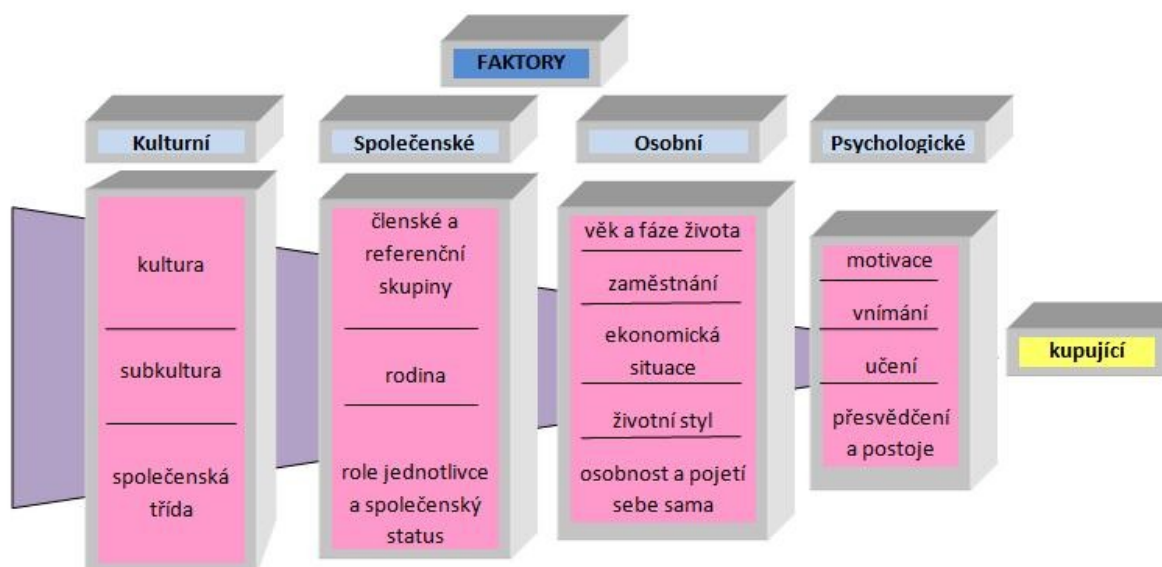 FAKTORY
Kulturní
Společenské
Osobní
Psychologické
kultura
subkultura
společenská
třída
členské a
referenční
skupiny
rodina
role jednotlivce
a společenský
status
věk a fáze života
zaměstnání
ekonomická
situace
životní styl
osobnost a pojetí
sebe sama
motivace
vnímání
učení
přesvědčení
a postoje
kupující